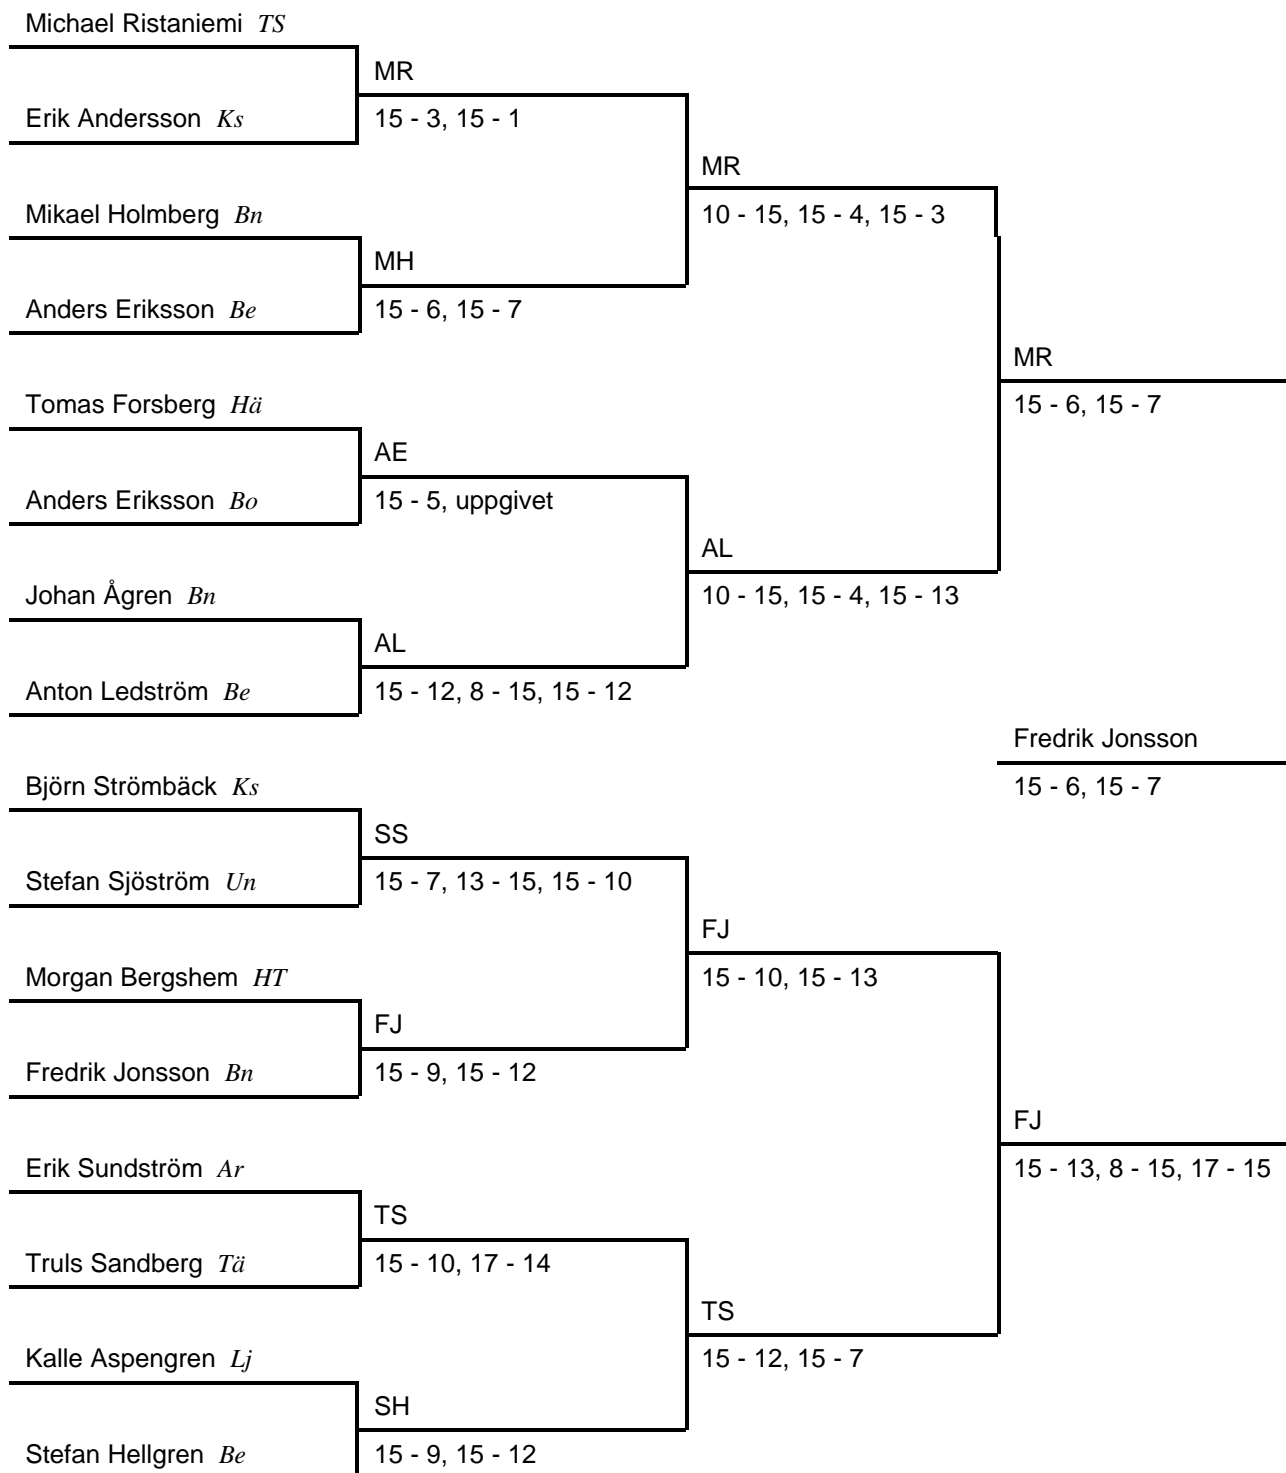 Michael Ristaniemi TS
MR
Erik Andersson Ks
15 - 3, 15 - 1
MR
Mikael Holmberg Bn
10 - 15, 15 - 4, 15 - 3
MH
Anders Eriksson Be
15 - 6, 15 - 7
MR
Tomas Forsberg Hä
15 - 6, 15 - 7
AE
Anders Eriksson Bo
15 - 5, uppgivet
AL
Johan Ågren Bn
10 - 15, 15 - 4, 15 - 13
AL
Anton Ledström Be
15 - 12, 8 - 15, 15 - 12
Fredrik Jonsson
Björn Strömbäck Ks
15 - 6, 15 - 7
SS
Stefan Sjöström Un
15 - 7, 13 - 15, 15 - 10
FJ
Morgan Bergshem HT
15 - 10, 15 - 13
FJ
Fredrik Jonsson Bn
15 - 9, 15 - 12
FJ
Erik Sundström Ar
15 - 13, 8 - 15, 17 - 15
TS
Truls Sandberg Tä
15 - 10, 17 - 14
TS
Kalle Aspengren Lj
15 - 12, 15 - 7
SH
Stefan Hellgren Be
15 - 9, 15 - 12